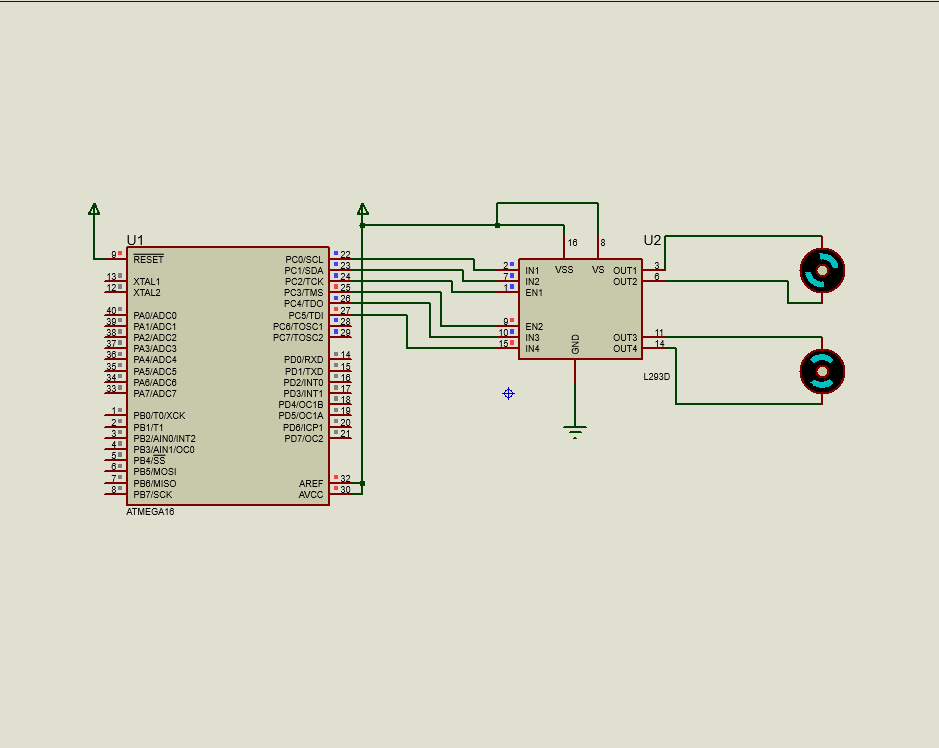 U1
9 RESET
13 XTAL1
12 XTAL2
40 PA0/ADC0
39 PA1/ADC1
38 PA2/ADC2
37 PA3/ADC3
36 PA4/ADC4
35 PA5/ADC5
34 PA6/ADC6
33 PA7/ADC7
1 PB0/T0/XCK
2 PB1/T1
3 PB2/AIN0/INT2
4 PB3/AIN1/OC0
5 PB4/SS
6 PB5/MOSI
7 PB6/MISO
8 PB7/SCK
PC0/SCL 22
PC1/SDA 23
PC2/TCK 24
PC3/TMS 25
PC4/TDO 26
PC5/TDI 27
PC6/TOSC1 28
PC7/TOSC2 29
PD0/RXD 14
PD1/TXD 15
PD2/INT0 16
PD3/INT1 17
PD4/OC1B 18
PD5/OC1A 19
PD6/ICP1 20
PD7/OC2 21
AREF 32
AVCC 30
ATMEGA16
U2
16 8
VSS VS
2 IN1
7 IN2
1 EN1
9 EN2
10 IN3
15 IN4
OUT1 3
OUT2 6
OUT3 11
OUT4 14
GND
L293D